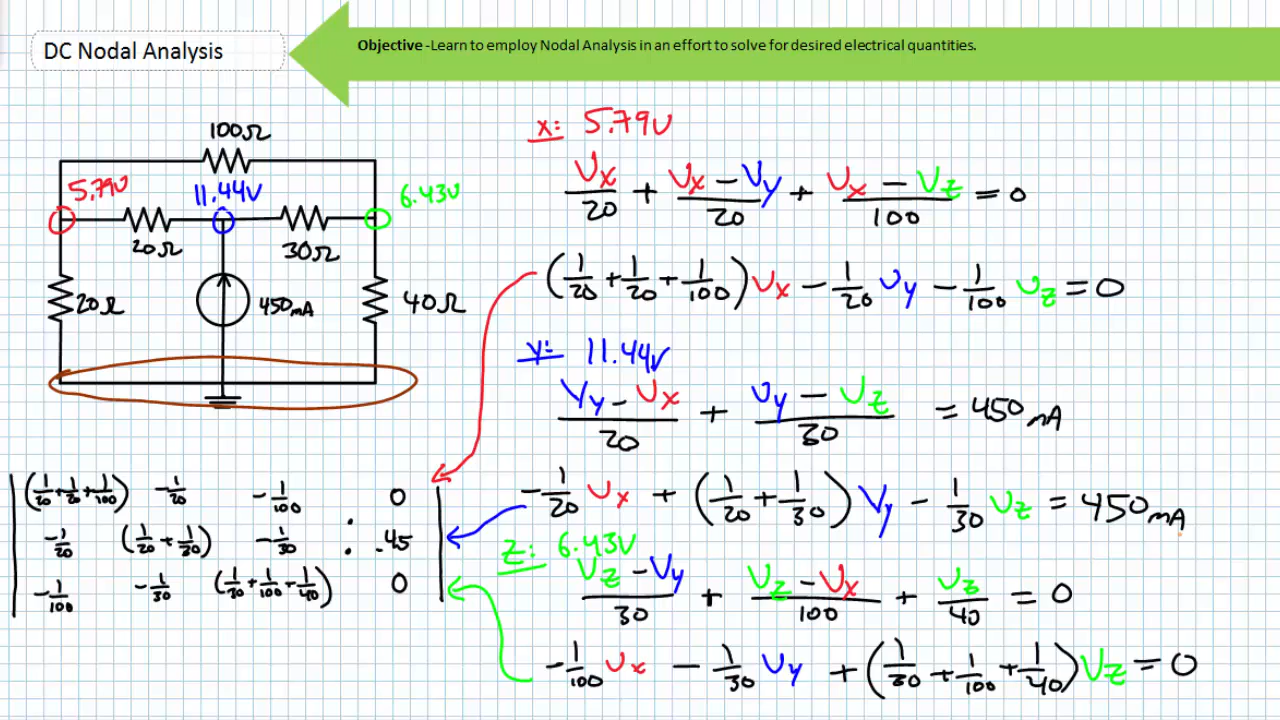 DC Nodal Analysis
Objective -Learn to employ Nodal Analysis in an effort to solve for desired electrical quantities.
100Ω
5.79V 11.44V 6.43V
20Ω 30Ω
20Ω 450mA 40Ω
x: 5.79V
Vx/20 + (Vx - Vy)/20 + (Vx - Vz)/100 = 0
(1/20 + 1/20 + 1/100)Vx - 1/20 Vy - 1/100 Vz = 0
y: 11.44V
(Vy - Vx)/20 + (Vy - Vz)/30 = 450mA
-1/20 Vx + (1/20 + 1/30)Vy - 1/30 Vz = 450mA
z: 6.43V
(Vz - Vy)/30 + (Vz - Vx)/100 + Vz/40 = 0
-1/100 Vx - 1/30 Vy + (1/30 + 1/100 + 1/40)Vz = 0
(1/20 + 1/20 + 1/100) -1/20 -1/100 0
-1/20 (1/20 + 1/30) -1/30 : .45
-1/100 -1/30 (1/30 + 1/100 + 1/40) 0